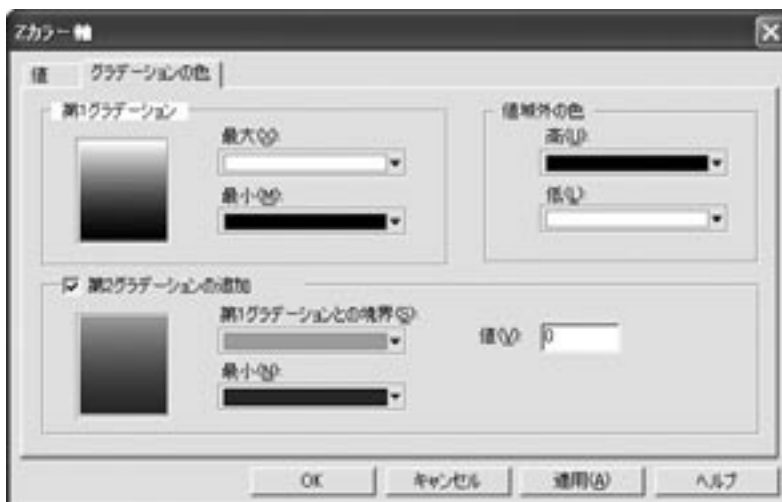 Zカラー軸
値 グラデーションの色
第1グラデーション
最大(X):
最小(M):
値域外の色
高(U):
低(L):
第2グラデーションの追加
第1グラデーションとの境界(S):
値(V): 0
最小(N):
OK キャンセル 適用(A) ヘルプ